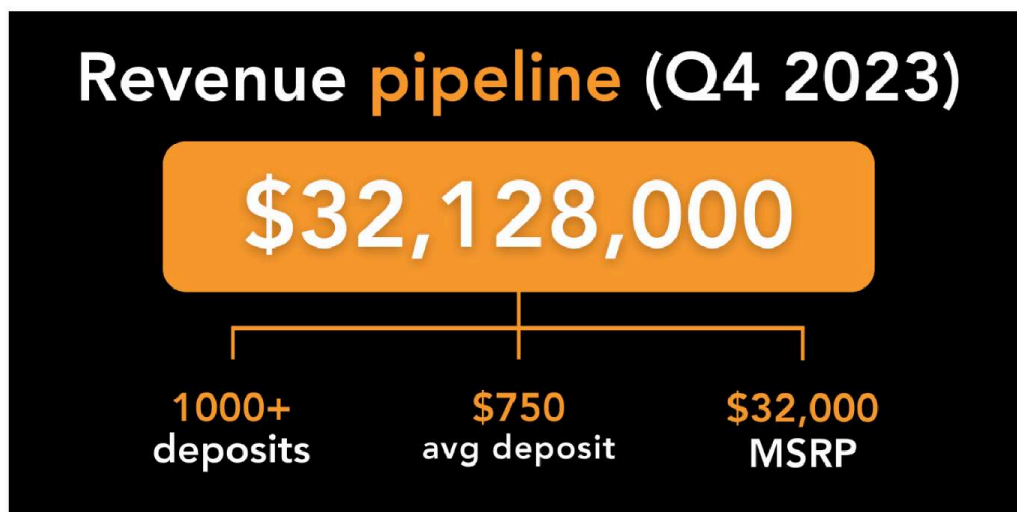 Revenue pipeline (Q4 2023)
$32,128,000
1000+
deposits
$750
avg deposit
$32,000
MSRP